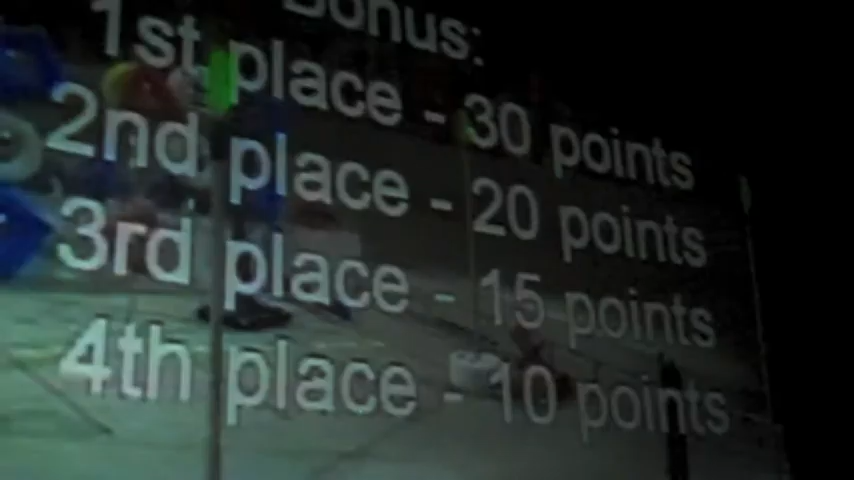 Bonus:
1st place - 30 points
2nd place - 20 points
3rd place - 15 points
4th place - 10 points